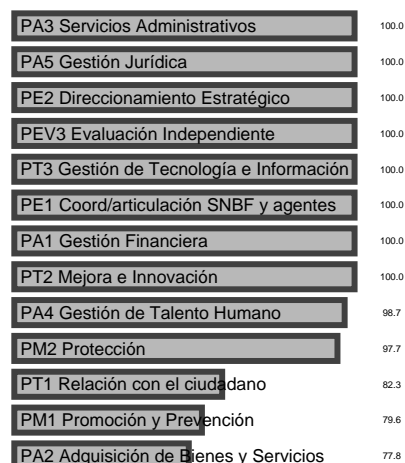 PA3 Servicios Administrativos 100.0
PA5 Gestión Jurídica 100.0
PE2 Direccionamiento Estratégico 100.0
PEV3 Evaluación Independiente 100.0
PT3 Gestión de Tecnología e Información 100.0
PE1 Coord/articulación SNBF y agentes 100.0
PA1 Gestión Financiera 100.0
PT2 Mejora e Innovación 100.0
PA4 Gestión de Talento Humano 98.7
PM2 Protección 97.7
PT1 Relación con el ciudadano 82.3
PM1 Promoción y Prevención 79.6
PA2 Adquisición de Bienes y Servicios 77.8